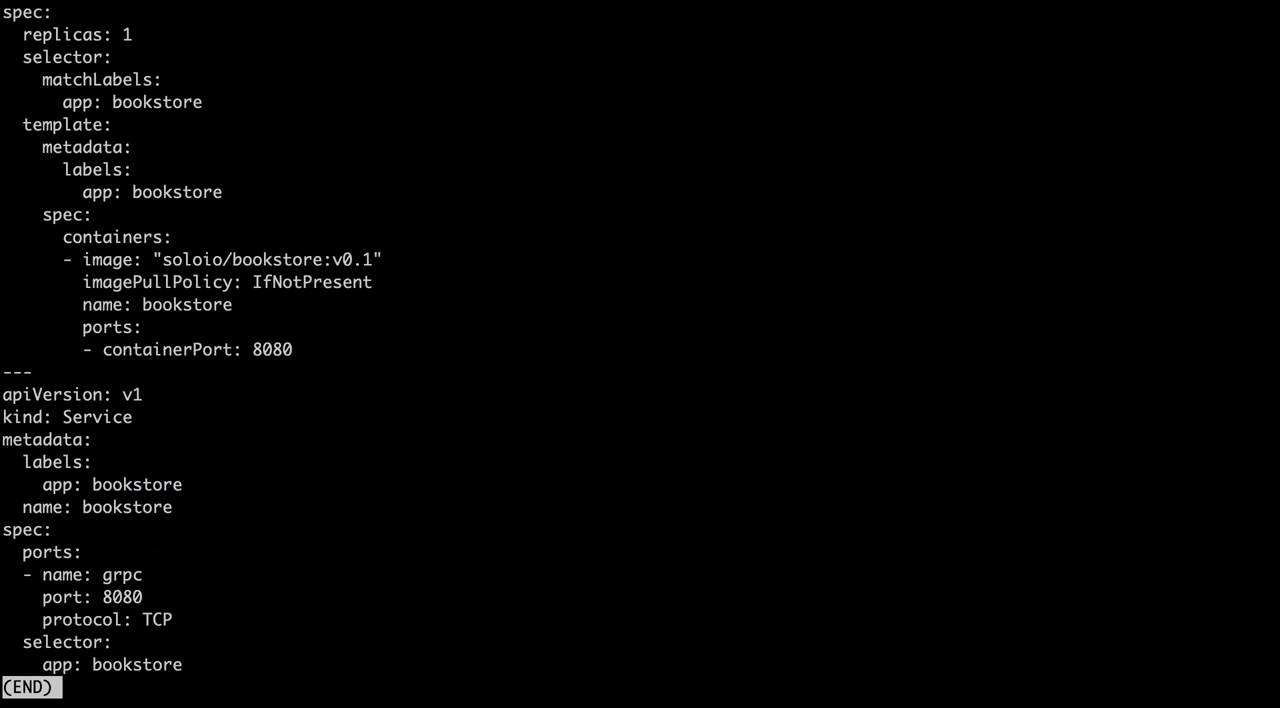 spec:
  replicas: 1
  selector:
    matchLabels:
      app: bookstore
  template:
    metadata:
      labels:
        app: bookstore
    spec:
      containers:
      - image: "soloio/bookstore:v0.1"
        imagePullPolicy: IfNotPresent
        name: bookstore
        ports:
        - containerPort: 8080
---
apiVersion: v1
kind: Service
metadata:
  labels:
    app: bookstore
  name: bookstore
spec:
  ports:
  - name: grpc
    port: 8080
    protocol: TCP
  selector:
    app: bookstore
(END)